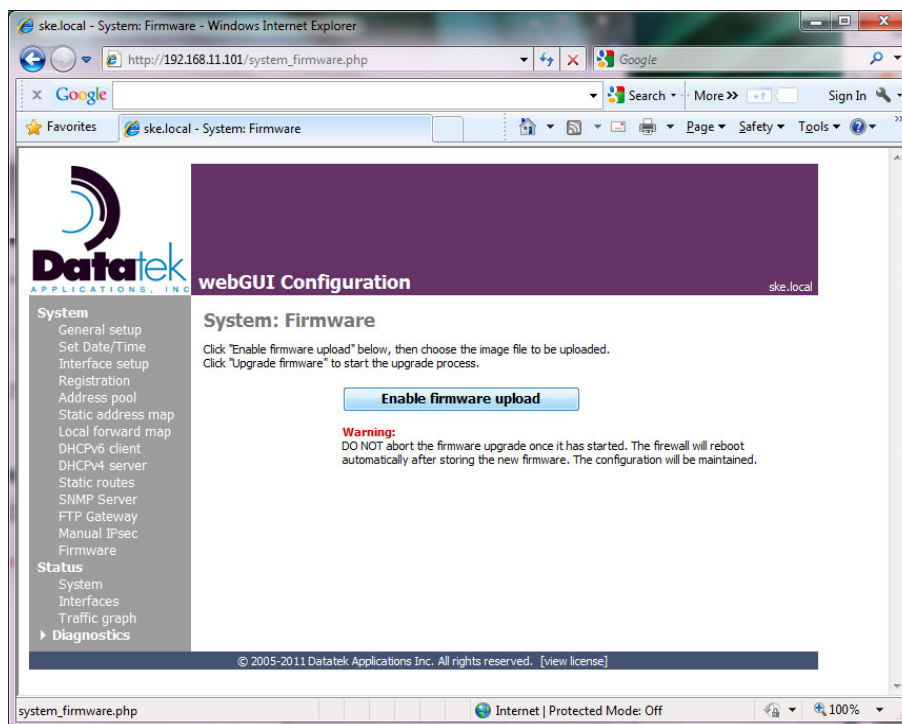 ske.local - System: Firmware - Windows Internet Explorer
http://192.168.11.101/system_firmware.php
Google
x Google
Search
More >>
+1
Sign In
Favorites
ske.local - System: Firmware
Page
Safety
Tools
Datatek
APPLICATIONS, INC
webGUI Configuration
ske.local
System
General setup
Set Date/Time
Interface setup
Registration
Address pool
Static address map
Local forward map
DHCPv6 client
DHCPv4 server
Static routes
SNMP Server
FTP Gateway
Manual IPsec
Firmware
Status
System
Interfaces
Traffic graph
Diagnostics
System: Firmware
Click "Enable firmware upload" below, then choose the image file to be uploaded.
Click "Upgrade firmware" to start the upgrade process.
Enable firmware upload
Warning:
DO NOT abort the firmware upgrade once it has started. The firewall will reboot
automatically after storing the new firmware. The configuration will be maintained.
© 2005-2011 Datatek Applications Inc. All rights reserved. [view license]
system_firmware.php
Internet | Protected Mode: Off
100%